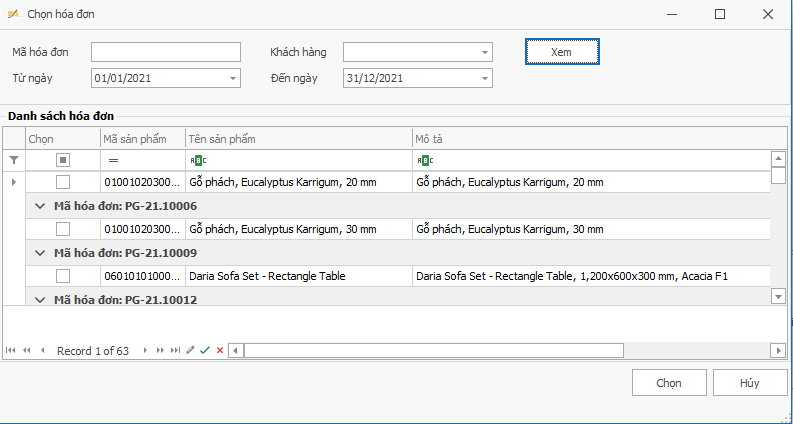 Chọn hóa đơn
Mã hóa đơn Khách hàng Xem
Từ ngày 01/01/2021 Đến ngày 31/12/2021
Danh sách hóa đơn
Chọn Mã sản phẩm Tên sản phẩm Mô tả
= ABC ABC
01001020300... Gỗ phách, Eucalyptus Karrigum, 20 mm Gỗ phách, Eucalyptus Karrigum, 20 mm
Mã hóa đơn: PG-21.10006
01001020300... Gỗ phách, Eucalyptus Karrigum, 30 mm Gỗ phách, Eucalyptus Karrigum, 30 mm
Mã hóa đơn: PG-21.10009
06010101000... Daria Sofa Set - Rectangle Table Daria Sofa Set - Rectangle Table, 1,200x600x300 mm, Acacia F1
Mã hóa đơn: PG-21.10012
Record 1 of 63
Chọn Hủy